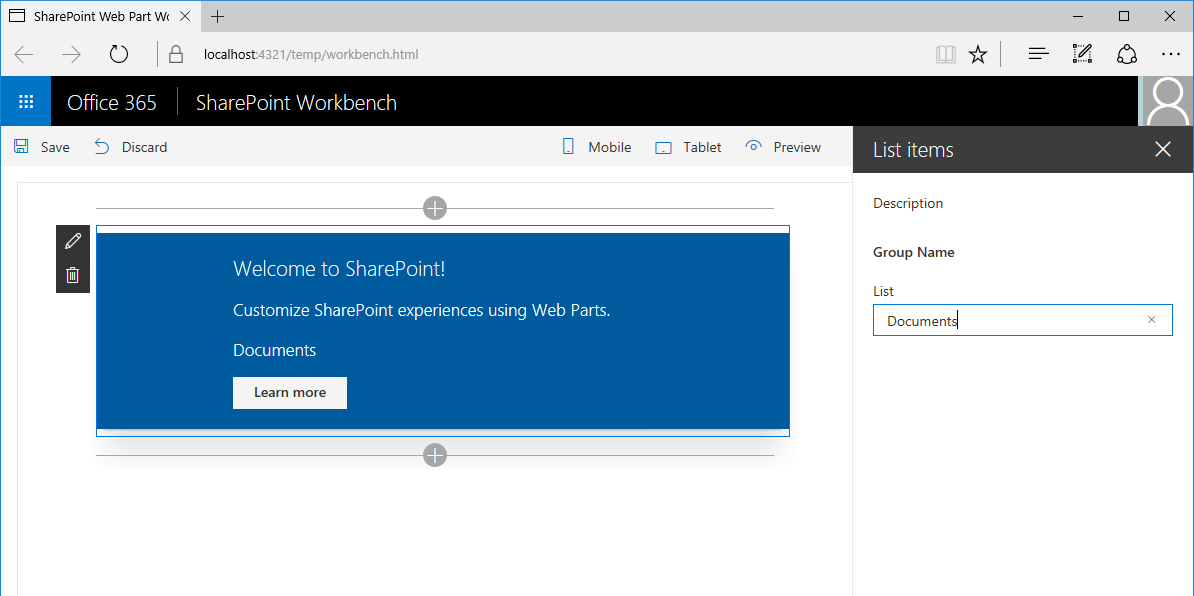 SharePoint Web Part Wo
localhost:4321/temp/workbench.html
Office 365 SharePoint Workbench
Save Discard Mobile Tablet Preview
List items
Description
Group Name
List
Documents
Welcome to SharePoint!
Customize SharePoint experiences using Web Parts.
Documents
Learn more